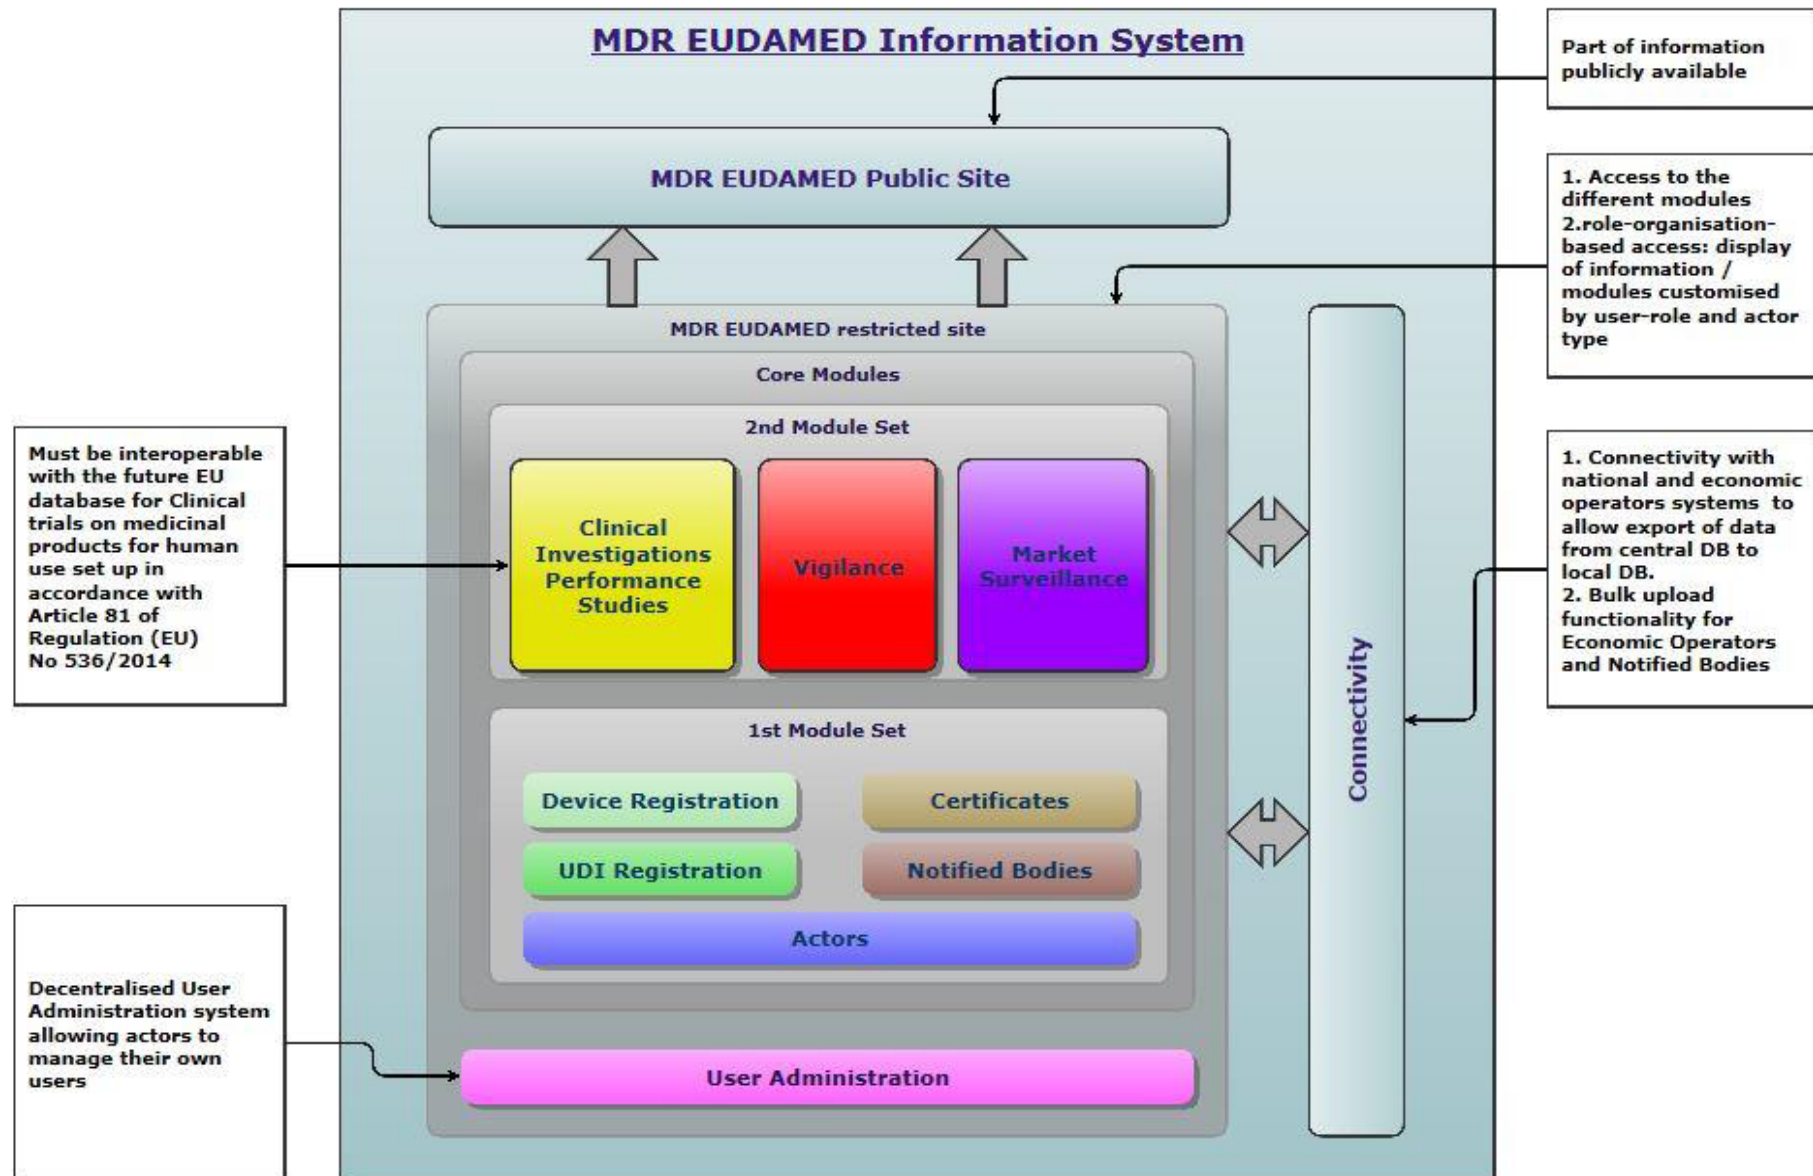 MDR EUDAMED Information System
Part of information
publicly available
MDR EUDAMED Public Site
1. Access to the
different modules
2.role-organisation-
based access: display
of information /
modules customised
by user-role and actor
type
MDR EUDAMED restricted site
Core Modules
2nd Module Set
Must be interoperable
with the future EU
database for Clinical
trials on medicinal
products for human
use set up in
accordance with
Article 81 of
Regulation (EU)
No 536/2014
Clinical
Investigations
Performance
Studies
Vigilance
Market
Surveillance
1. Connectivity with
national and economic
operators systems to
allow export of data
from central DB to
local DB.
2. Bulk upload
functionality for
Economic Operators
and Notified Bodies
Connectivity
1st Module Set
Device Registration
Certificates
UDI Registration
Notified Bodies
Actors
Decentralised User
Administration system
allowing actors to
manage their own
users
User Administration